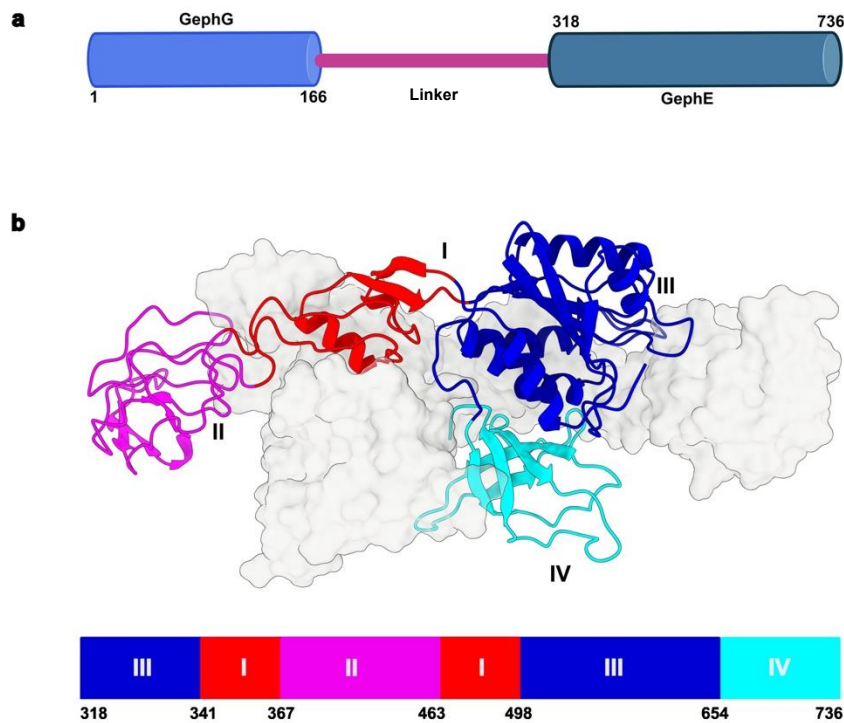 a
GephG
318 736
1 166
Linker
GephE
b
I
III
II
IV
III I II I III IV
318 341 367 463 498 654 736